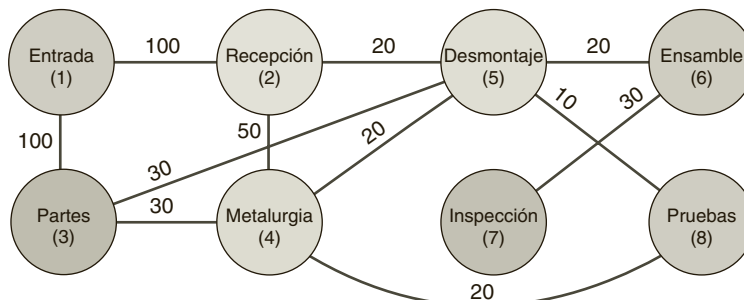 Entrada
(1)
100
Recepción
(2)
20
Desmontaje
(5)
20
Ensamble
(6)
100
50
30
20
10
30
Partes
(3)
30
Metalurgia
(4)
Inspección
(7)
Pruebas
(8)
20